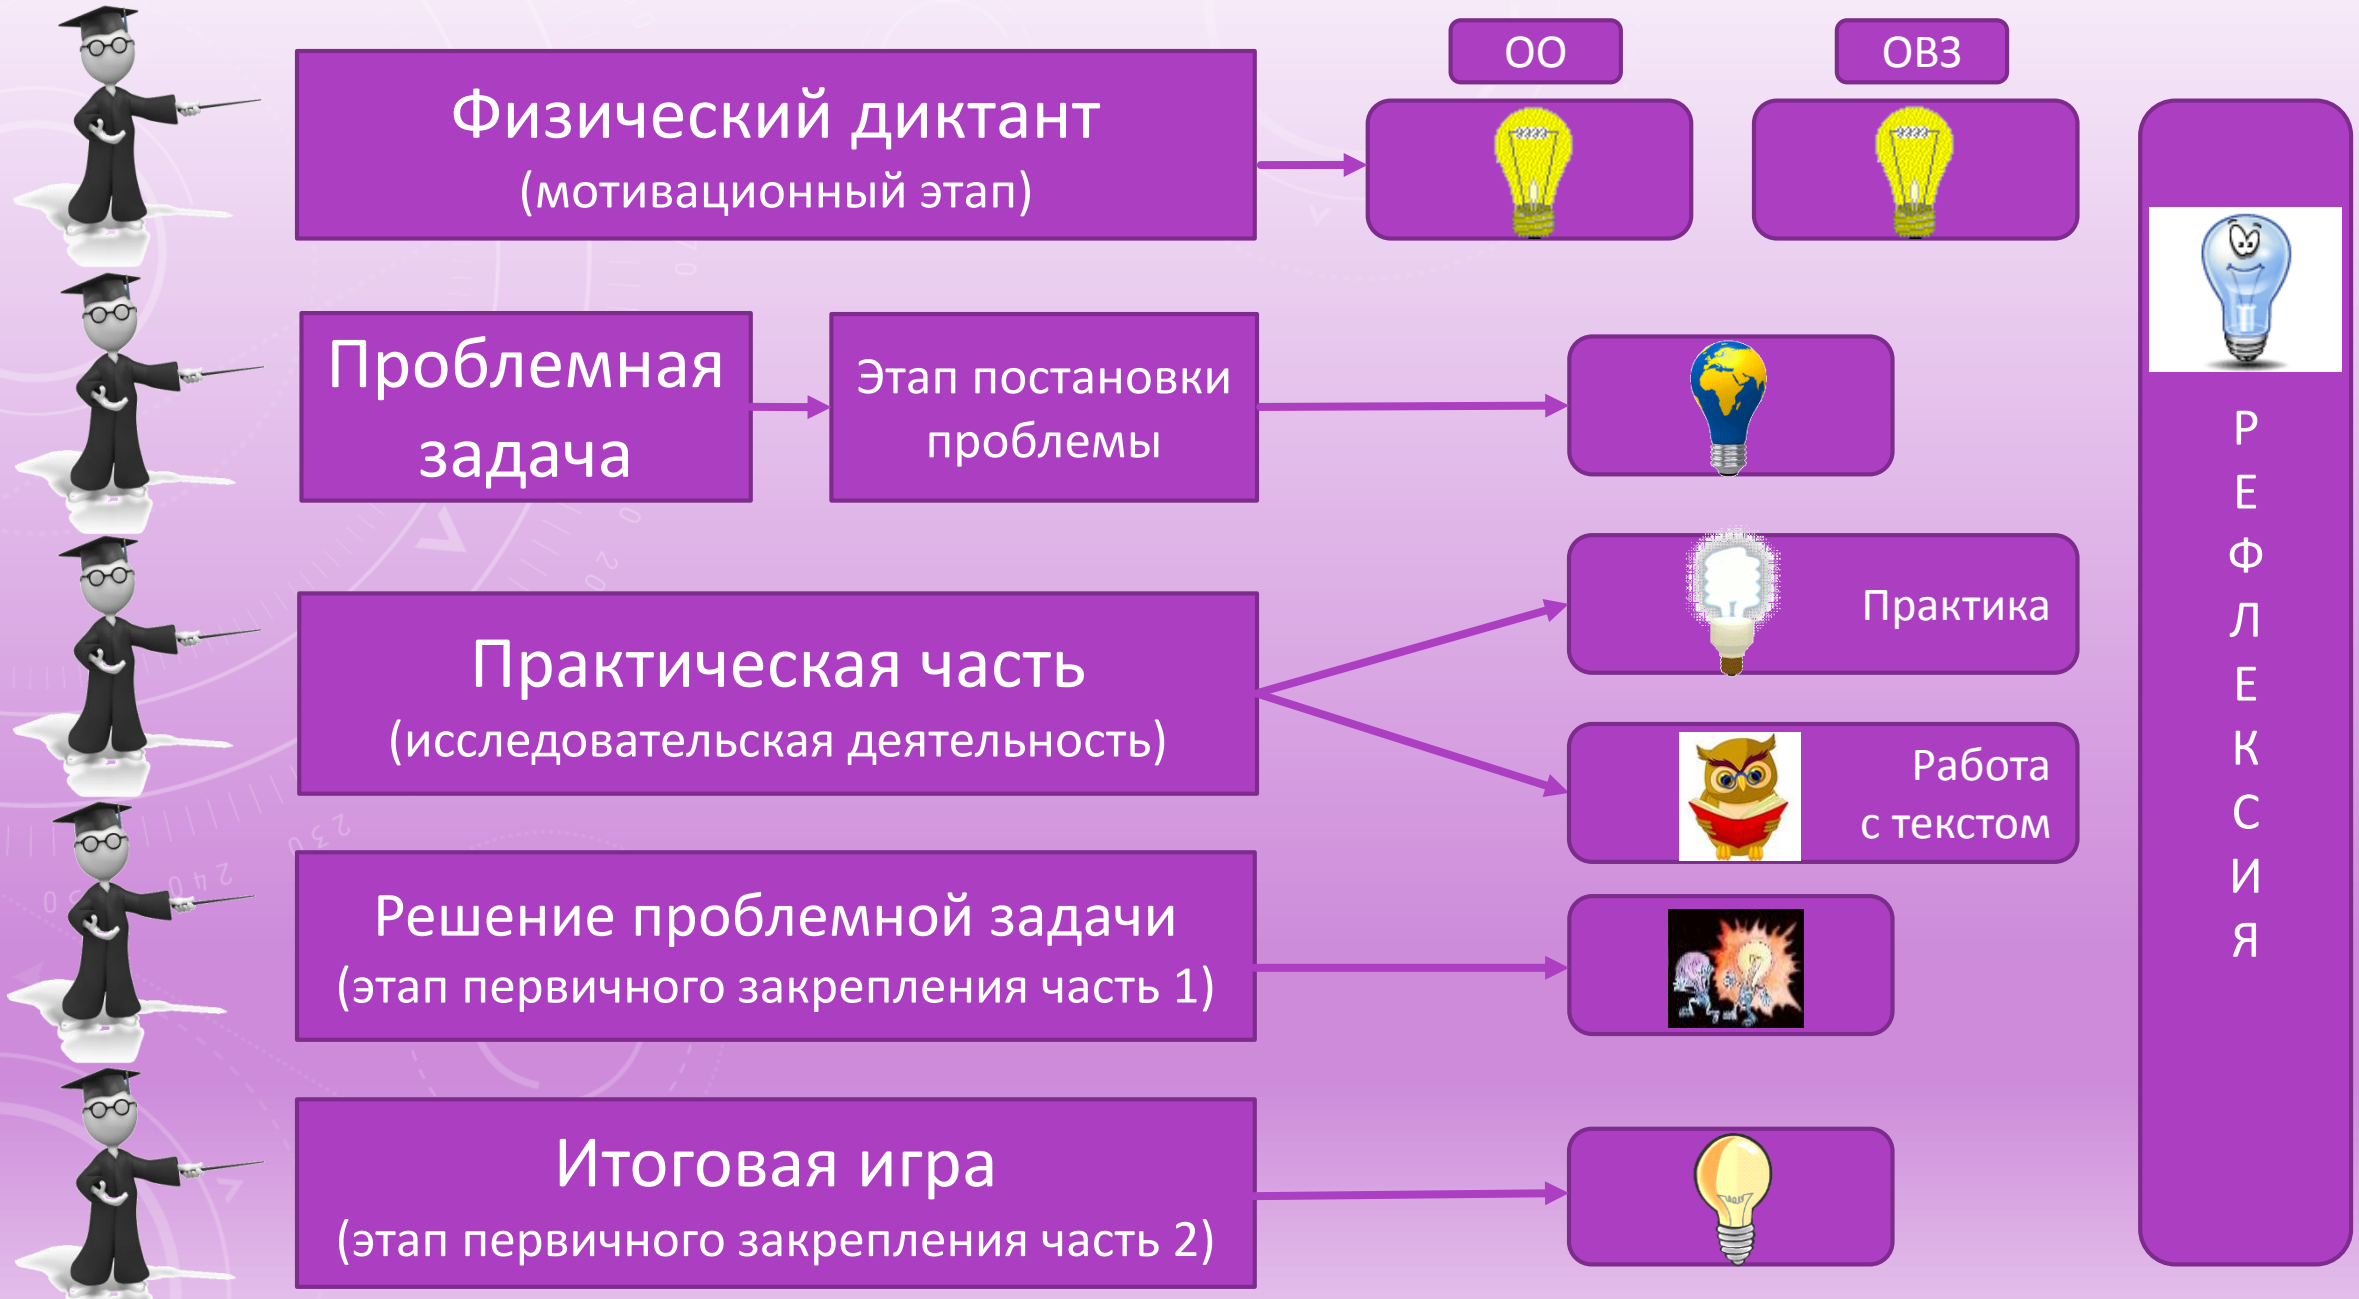 ОО
ОВЗ
Физический диктант
(мотивационный этап)
Проблемная
задача
Этап постановки
проблемы
Практическая часть
(исследовательская деятельность)
Практика
Работа
с текстом
Решение проблемной задачи
(этап первичного закрепления часть 1)
Итоговая игра
(этап первичного закрепления часть 2)
Р
Е
Ф
Л
Е
К
С
И
Я